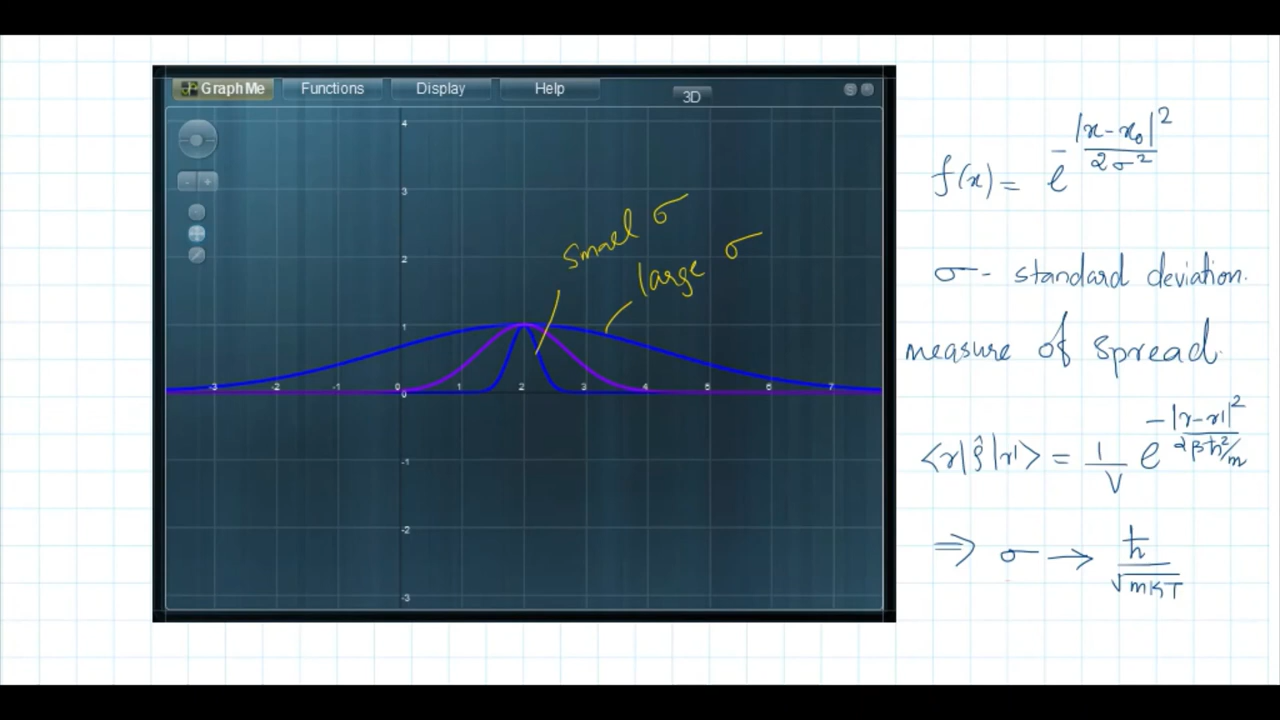 GraphMe Functions Display Help 3D
4
3
2
1
-3 -2 -1 0 1 2 3 4 5 6 7
0
-1
-2
-3
small σ
large σ
f(x) = e^{-|x-x₀|²/2σ²}
σ - standard deviation.
measure of spread.
<r|ρ̂|r'> = 1/V e^{-|r-r'|²/2βħ²/m}
⇒ σ → ħ/√mKT